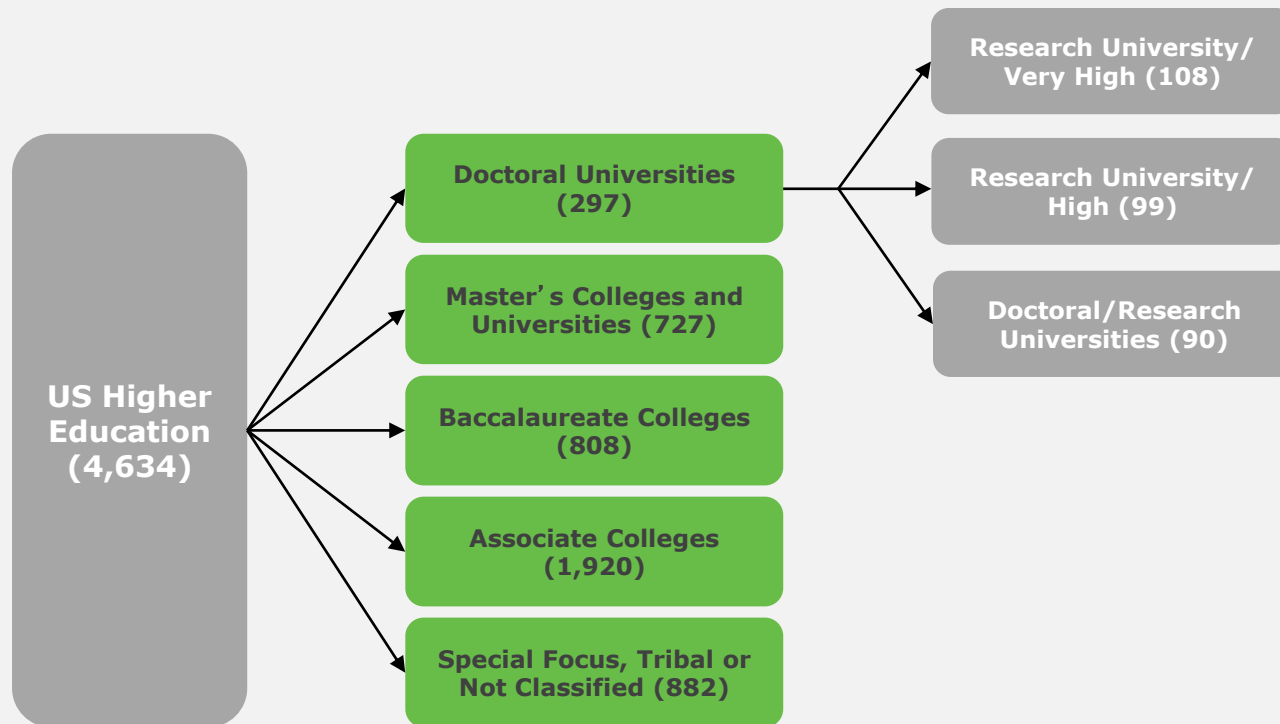 US Higher
Education
(4,634)
Doctoral Universities
(297)
Master’s Colleges and
Universities (727)
Baccalaureate Colleges
(808)
Associate Colleges
(1,920)
Special Focus, Tribal or
Not Classified (882)
Research University/
Very High (108)
Research University/
High (99)
Doctoral/Research
Universities (90)